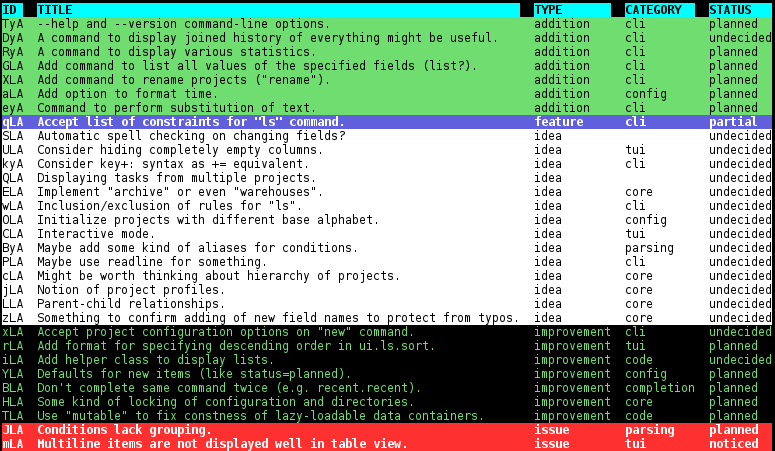 ID TITLE TYPE CATEGORY STATUS
TyA --help and --version command-line options. addition cli planned
DyA A command to display joined history of everything might be useful. addition cli undecided
RyA A command to display various statistics. addition cli planned
GLA Add command to list all values of the specified fields (list?). addition cli planned
XLA Add command to rename projects ("rename"). addition cli planned
aLA Add option to format time. addition config planned
eyA Command to perform substitution of text. addition cli planned
qLA Accept list of constraints for "ls" command. feature cli partial
SLA Automatic spell checking on changing fields? idea undecided
ULA Consider hiding completely empty columns. idea tui undecided
kyA Consider key+: syntax as += equivalent. idea cli undecided
QLA Displaying tasks from multiple projects. idea undecided
ELA Implement "archive" or even "warehouses". idea core undecided
wLA Inclusion/exclusion of rules for "ls". idea cli undecided
OLA Initialize projects with different base alphabet. idea config undecided
CLA Interactive mode. idea tui undecided
ByA Maybe add some kind of aliases for conditions. idea parsing undecided
PLA Maybe use readline for something. idea cli undecided
cLA Might be worth thinking about hierarchy of projects. idea core undecided
jLA Notion of project profiles. idea core undecided
LLA Parent-child relationships. idea core undecided
zLA Something to confirm adding of new field names to protect from typos. idea core undecided
xLA Accept project configuration options on "new" command. improvement cli undecided
rLA Add format for specifying descending order in ui.ls.sort. improvement tui planned
iLA Add helper class to display lists. improvement code undecided
YLA Defaults for new items (like status=planned). improvement config planned
BLA Don't complete same command twice (e.g. recent.recent). improvement completion planned
HLA Some kind of locking of configuration and directories. improvement core planned
TLA Use "mutable" to fix constness of lazy-loadable data containers. improvement code planned
JLA Conditions lack grouping. issue parsing planned
mLA Multiline items are not displayed well in table view. issue tui noticed